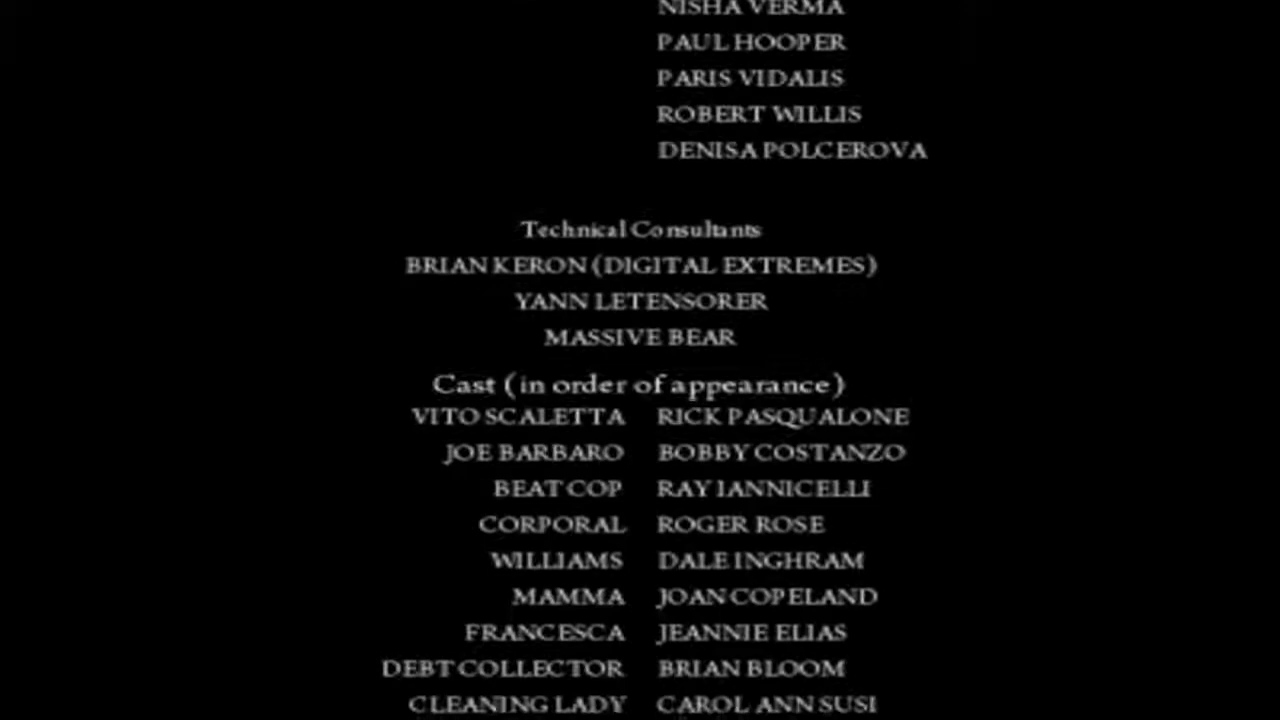 NISHA VERMA
PAUL HOOPER
PARIS VIDALIS
ROBERT WILLIS
DENISA POLCEROVA
Technical Consultants
BRIAN KERON (DIGITAL EXTREMES)
YANN LETENSORER
MASSIVE BEAR
Cast (in order of appearance)
VITO SCALETTA RICK PASQUALONE
JOE BARBARO BOBBY COSTANZO
BEAT COP RAY IANNICELLI
CORPORAL ROGER ROSE
WILLIAMS DALE INGHRAM
MAMMA JOAN COPELAND
FRANCESCA JEANNIE ELIAS
DEBT COLLECTOR BRIAN BLOOM
CLEANING LADY CAROL ANN SUSI